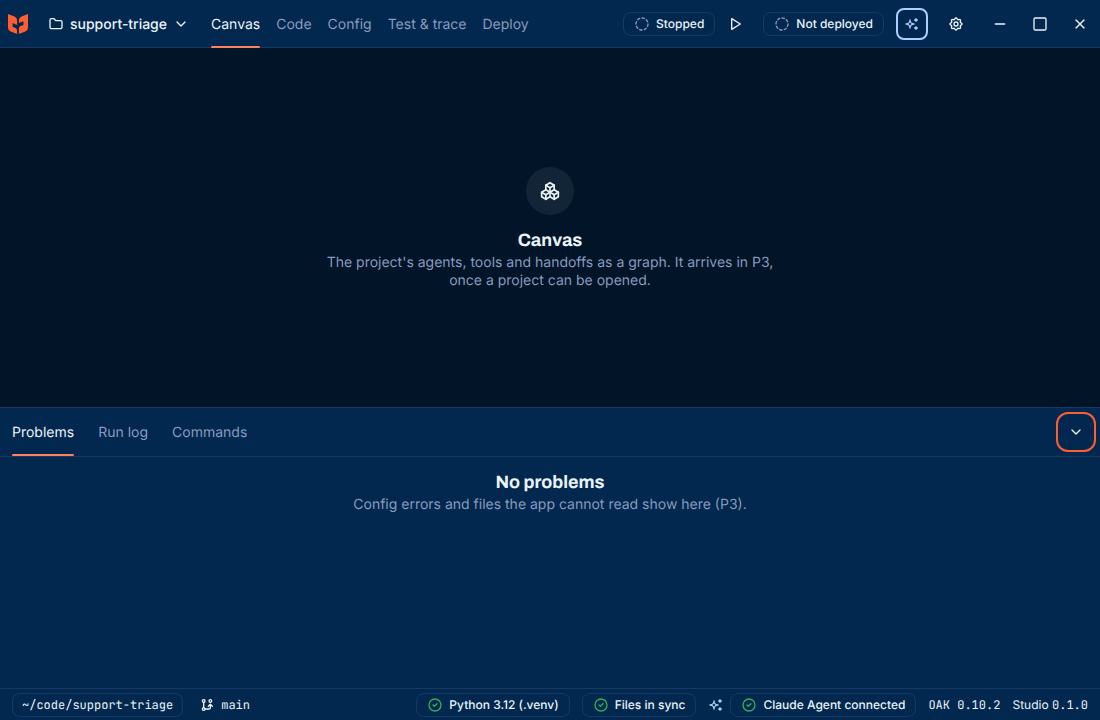 support-triage Canvas Code Config Test & trace Deploy Stopped Not deployed
Canvas
The project's agents, tools and handoffs as a graph. It arrives in P3,
once a project can be opened.
Problems Run log Commands
No problems
Config errors and files the app cannot read show here (P3).
~/code/support-triage main Python 3.12 (.venv) Files in sync Claude Agent connected OAK 0.10.2 Studio 0.1.0